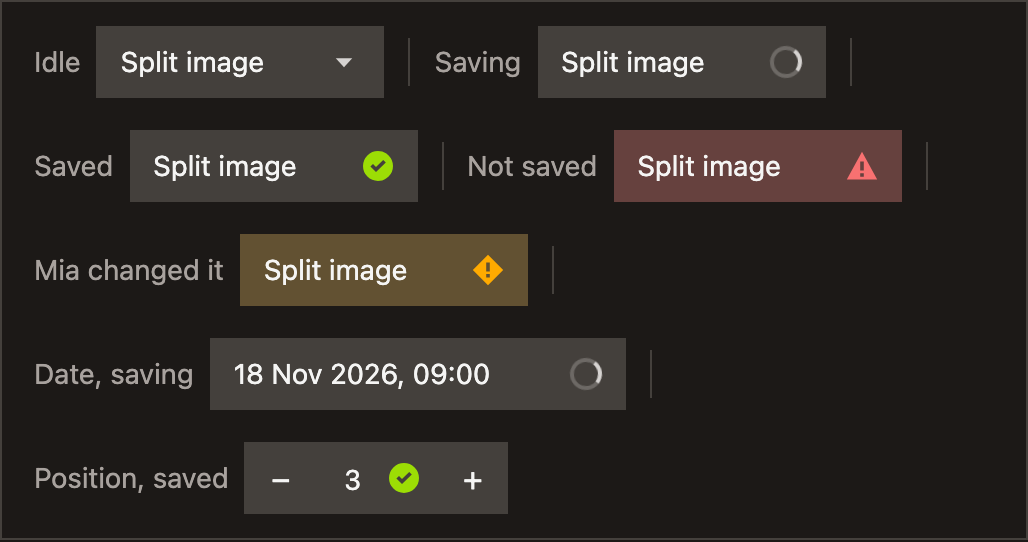 Idle Split image Saving Split image
Saved Split image Not saved Split image
Mia changed it Split image
Date, saving 18 Nov 2026, 09:00
Position, saved − 3 +